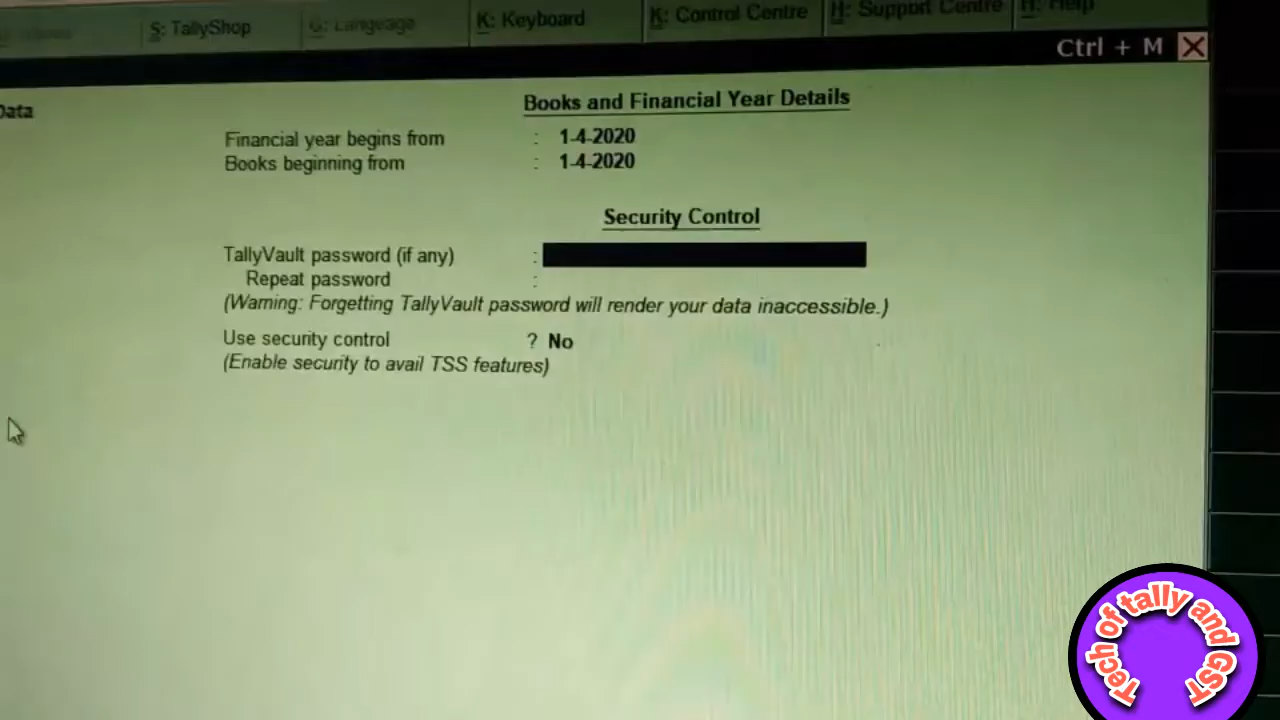 S: TallyShop
G: Language
K: Keyboard
K: Control Centre
H: Support Centre
H: Help
Ctrl + M
Data
Books and Financial Year Details
Financial year begins from : 1-4-2020
Books beginning from : 1-4-2020
Security Control
TallyVault password (if any) :
Repeat password :
(Warning: Forgetting TallyVault password will render your data inaccessible.)
Use security control ? No
(Enable security to avail TSS features)
Tech of tally and GST